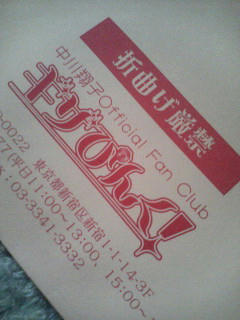 折曲げ厳禁
中川翔子Official Fan Club
ギザぴんく!
-0022 東京都新宿区新宿1-1-14-3F
77(平日11:00～13:00、15:00～
: 03-3341-3332